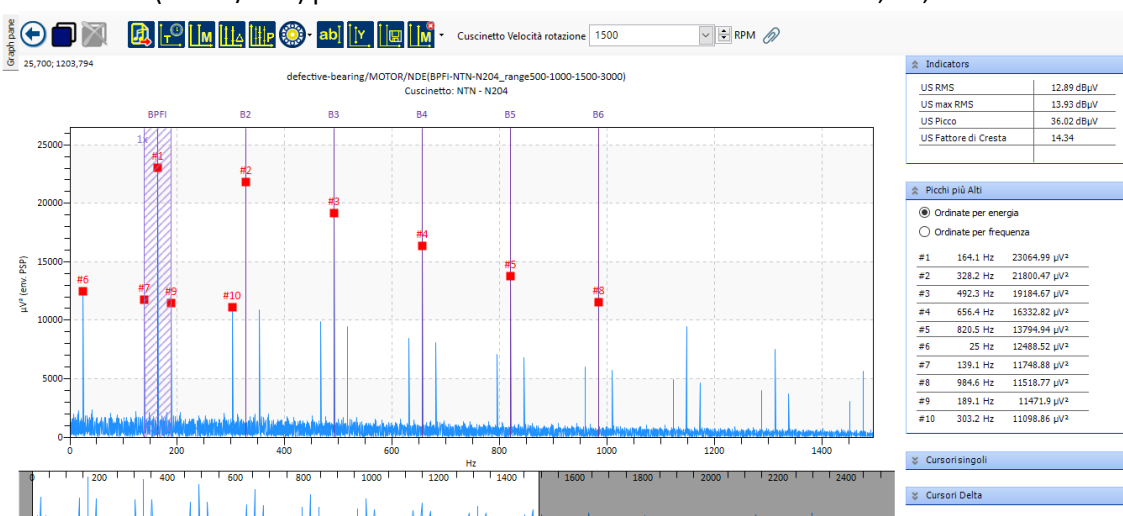 Graph pane
Cuscinetto Velocità rotazione 1500 RPM
25,700; 1203,794
defective-bearing/MOTOR/NDE(BPFI-NTN-N204_range500-1000-1500-3000)
Cuscinetto: NTN - N204
BPFI B2 B3 B4 B5 B6
1x
#1
#2
#3
#4
#5
#6
#7
#9
#8
#10
µV² (env. PSP)
25000
20000
15000
10000
5000
0
0 200 400 600 800 1000 1200 1400
Hz
0 200 400 600 800 1000 1200 1400 1600 1800 2000 2200 2400
Indicators
US RMS 12.89 dBµV
US max RMS 13.93 dBµV
US Picco 36.02 dBµV
US Fattore di Cresta 14.34
Picchi più Alti
Ordinate per energia
Ordinate per frequenza
#1 164.1 Hz 23064.99 µV²
#2 328.2 Hz 21800.47 µV²
#3 492.3 Hz 19184.67 µV²
#4 656.4 Hz 16332.82 µV²
#5 820.5 Hz 13794.94 µV²
#6 25 Hz 12488.52 µV²
#7 139.1 Hz 11748.88 µV²
#8 984.6 Hz 11518.77 µV²
#9 189.1 Hz 11471.9 µV²
#10 303.2 Hz 11098.86 µV²
Cursori singoli
Cursori Delta